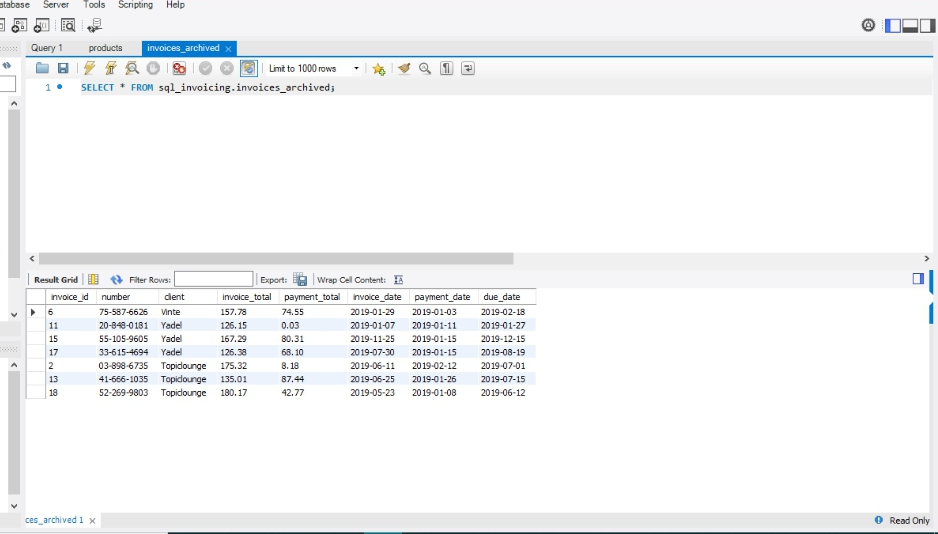 atabase Server Tools Scripting Help
Query 1 products invoices_archived
Limit to 1000 rows
1 SELECT * FROM sql_invoicing.invoices_archived;
Result Grid Filter Rows: Export: Wrap Cell Content:
invoice_id number client invoice_total payment_total invoice_date payment_date due_date
6 75-587-6626 Vinte 157.78 74.55 2019-01-29 2019-01-03 2019-02-18
11 20-848-0181 Yadel 126.15 0.03 2019-01-07 2019-01-11 2019-01-27
15 55-105-9605 Yadel 167.29 80.31 2019-11-25 2019-01-15 2019-12-15
17 33-615-4694 Yadel 126.38 68.10 2019-07-30 2019-01-15 2019-08-19
2 03-898-6735 Topiclounge 175.32 8.18 2019-06-11 2019-02-12 2019-07-01
13 41-666-1035 Topiclounge 135.01 87.44 2019-06-25 2019-01-26 2019-07-15
18 52-269-9803 Topiclounge 180.17 42.77 2019-05-23 2019-01-08 2019-06-12
ces_archived 1 Read Only